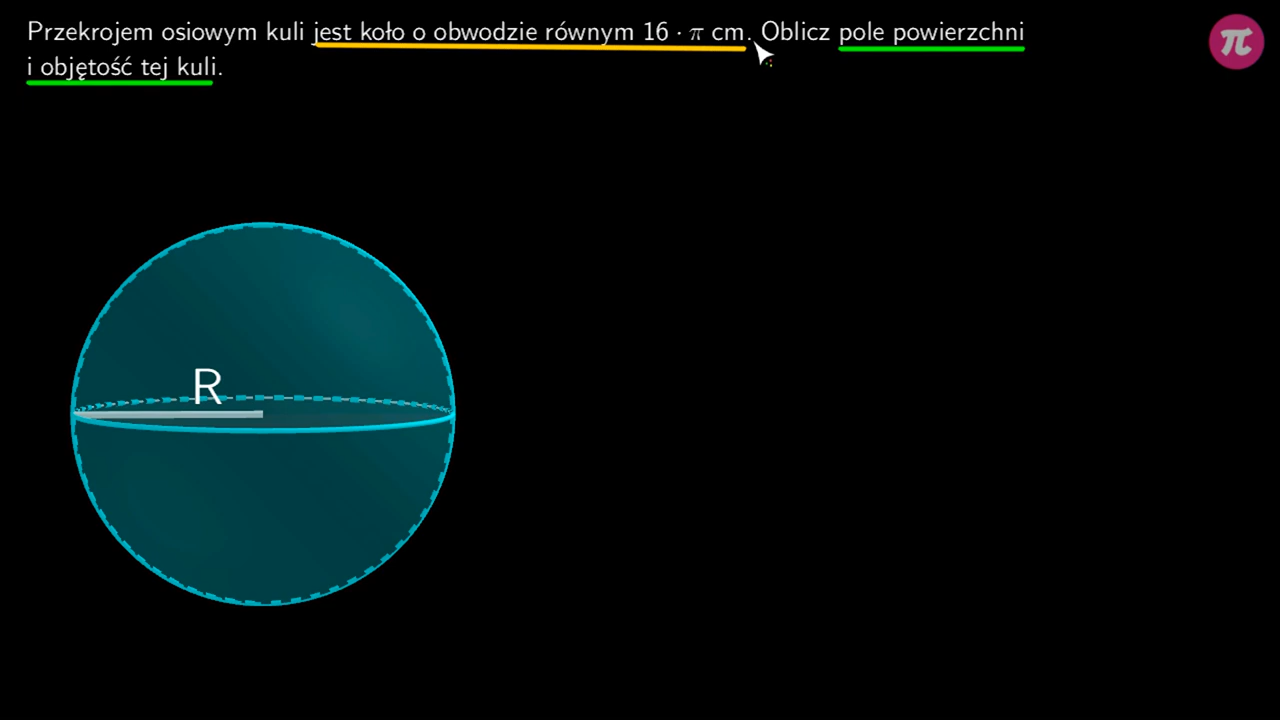 Przekrojem osiowym kuli jest koło o obwodzie równym 16 · π cm. Oblicz pole powierzchni
i objętość tej kuli.
π
R